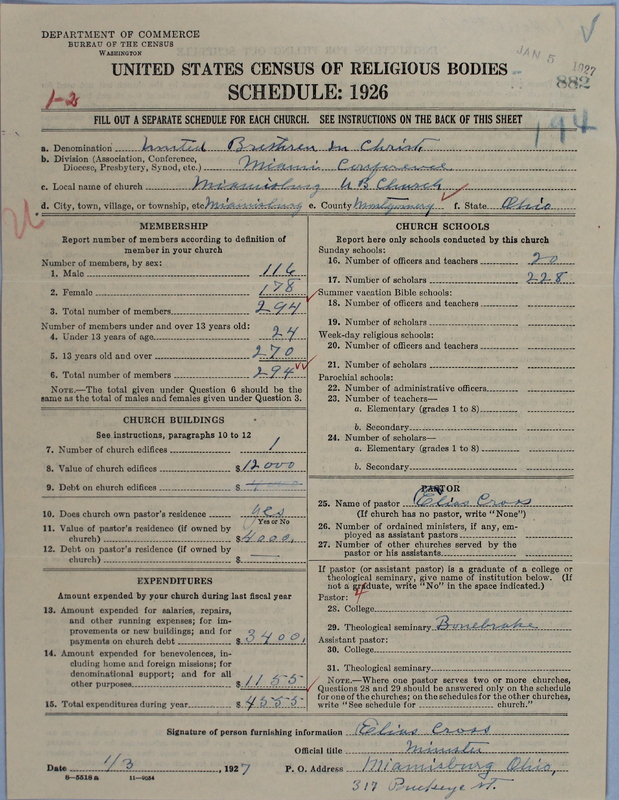 DEPARTMENT OF COMMERCE
BUREAU OF THE CENSUS
WASHINGTON
JAN 5 1927
882
194
UNITED STATES CENSUS OF RELIGIOUS BODIES
1-2
SCHEDULE: 1926
FILL OUT A SEPARATE SCHEDULE FOR EACH CHURCH. SEE INSTRUCTIONS ON THE BACK OF THIS SHEET
a. Denomination United Brethren In Christ
b. Division (Association, Conference,
Diocese, Presbytery, Synod, etc.) Miami Conference
c. Local name of church Miamisburg U B Church
d. City, town, village, or township, etc. Miamisburg e. County Montgomery f. State Ohio
MEMBERSHIP
Report number of members according to definition of
member in your church
Number of members, by sex:
1. Male 116
2. Female 178
3. Total number of members 294
Number of members under and over 13 years old:
4. Under 13 years of age 24
5. 13 years old and over 270
6. Total number of members 294
NOTE.—The total given under Question 6 should be
same as the total of males and females given under Question 3.
CHURCH BUILDINGS
See instructions, paragraphs 10 to 12
7. Number of church edifices 1
8. Value of church edifices $12000
9. Debt on church edifices $
10. Does church own pastor's residence yes
Yes or No
11. Value of pastor's residence (if owned by
church) $4000.
12. Debt on pastor's residence (if owned by
church) $ —
EXPENDITURES
Amount expended by your church during last fiscal year
13. Amount expended for salaries, repairs,
and other running expenses; for im-
provements or new buildings; and for
payments on church debt $3400.
14. Amount expended for benevolences, in-
cluding home and foreign missions; for
denominational support; and for all
other purposes $1155
15. Total expenditures during year $4555
CHURCH SCHOOLS
Report here only schools conducted by this church
Sunday schools:
16. Number of officers and teachers 20
17. Number of scholars 228
Summer vacation Bible schools:
18. Number of officers and teachers
19. Number of scholars
Week-day religious schools:
20. Number of officers and teachers
21. Number of scholars
Parochial schools:
22. Number of administrative officers
23. Number of teachers—
a. Elementary (grades 1 to 8)
b. Secondary
24. Number of scholars—
a. Elementary (grades 1 to 8)
b. Secondary
PASTOR
25. Name of pastor Elias Cross
(If church has no pastor, write "None")
26. Number of ordained ministers, if any, em-
ployed as assistant pastors
27. Number of other churches served by the
pastor or his assistants
If pastor (or assistant pastor) is a graduate of a college or
theological seminary, give name of institution below. (If
not a graduate, write "No" in the space indicated.)
Pastor: 4
28. College
29. Theological seminary Bonebrake
Assistant pastor:
30. College
31. Theological seminary
NOTE.—Where one pastor serves two or more churches,
Questions 28 and 29 should be answered only on the schedule
for one of the churches; on the schedules for the other churches,
write "See schedule for church."
Signature of person furnishing information Elias Cross
Official title Minister
Date 1/3, 1927 P. O. Address Miamisburg Ohio,
8-5518a 11-9284
317 Buckeye st.